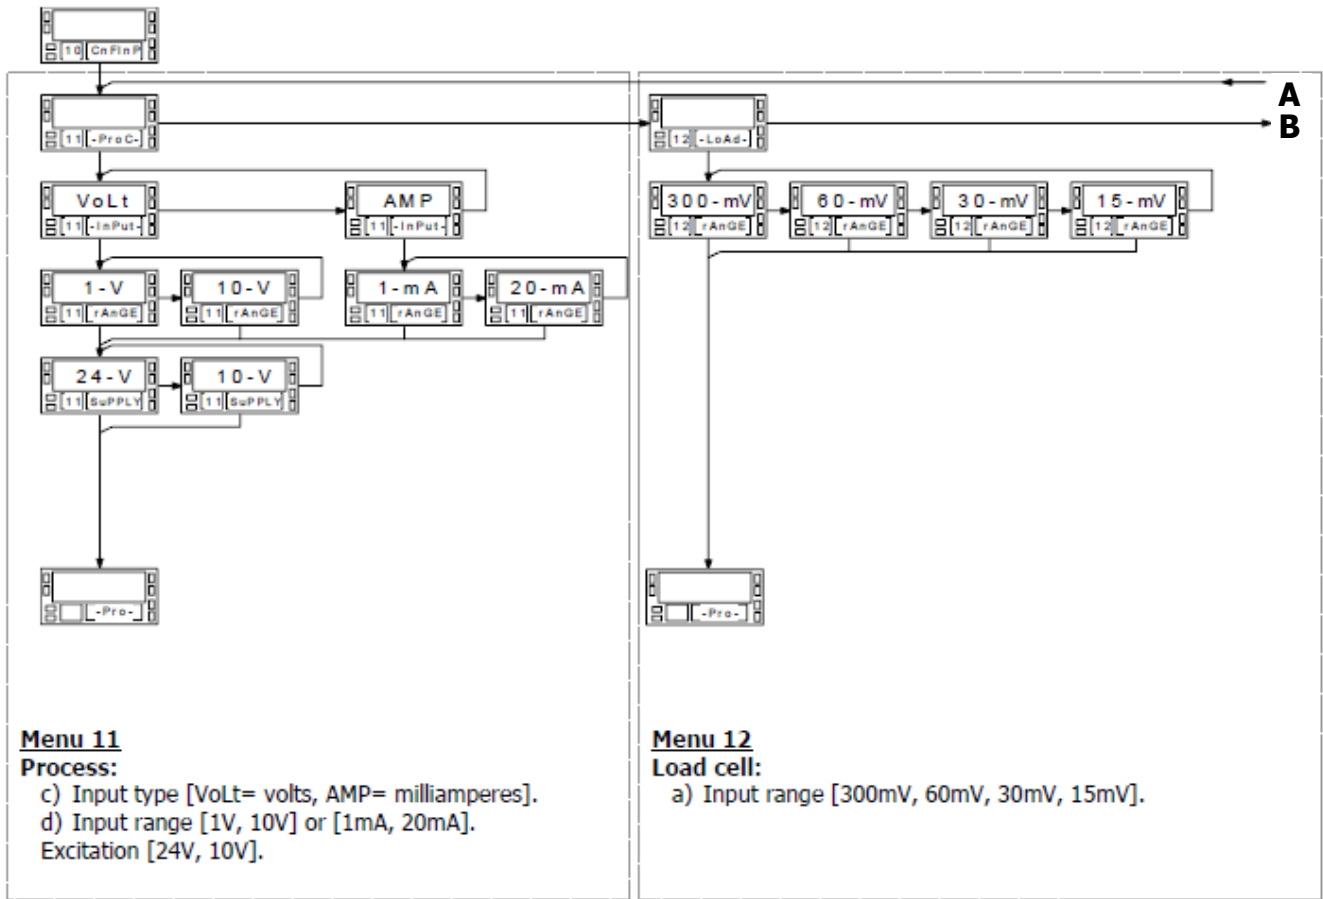 10 CnFInP
A
B
11 -ProC-
12 -LoAd-
VoLt
11 -InPut-
AMP
11 -InPut-
300-mV
12 rAnGE
60-mV
12 rAnGE
30-mV
12 rAnGE
15-mV
12 rAnGE
1-V
11 rAnGE
10-V
11 rAnGE
1-mA
11 rAnGE
20-mA
11 rAnGE
24-V
11 SuPPLY
10-V
11 SuPPLY
-Pro-
-Pro-
Menu 11
Process:
c) Input type [VoLt= volts, AMP= milliamperes].
d) Input range [1V, 10V] or [1mA, 20mA].
Excitation [24V, 10V].
Menu 12
Load cell:
a) Input range [300mV, 60mV, 30mV, 15mV].